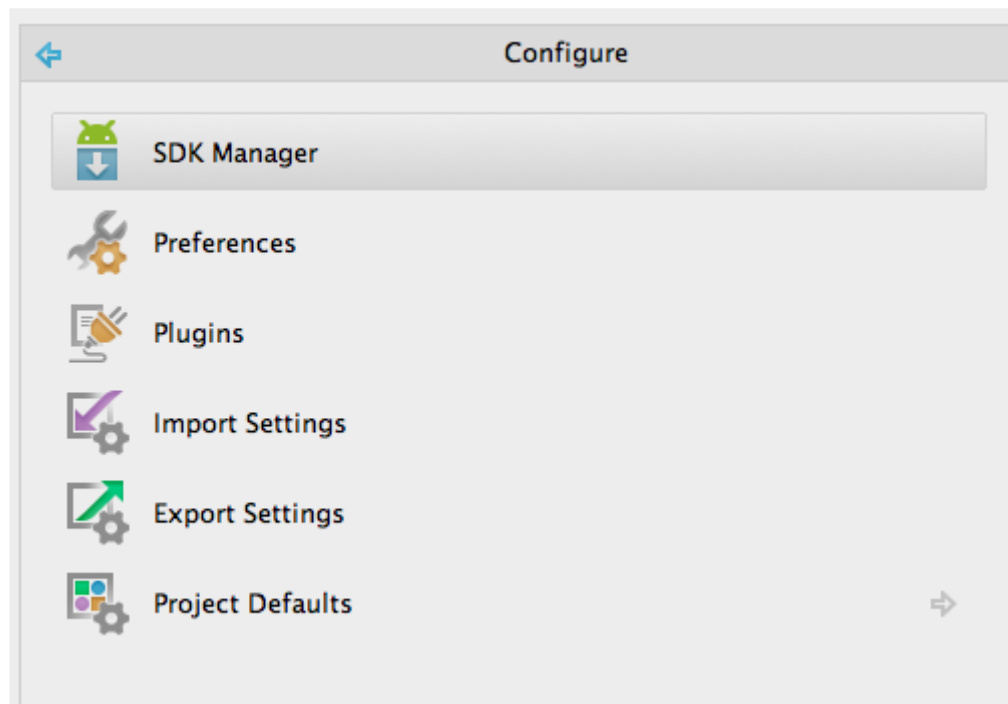 Configure
SDK Manager
Preferences
Plugins
Import Settings
Export Settings
Project Defaults